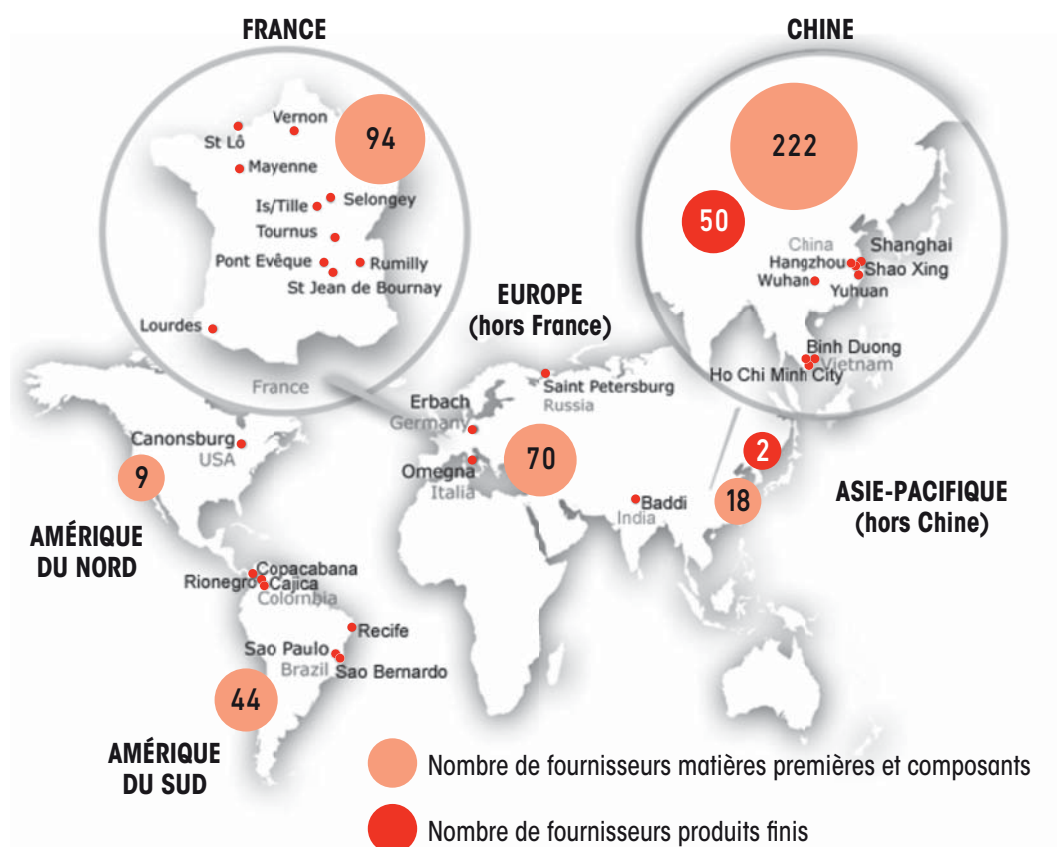 FRANCE
Vernon
St Lô
94
Mayenne
Is/Tille
Selongey
Tournus
Pont Evêque
Rumilly
St Jean de Bournay
Lourdes
France
CHINE
222
50
China
Shanghai
Hangzhou
Shao Xing
Wuhan
Yuhuan
Binh Duong
Vietnam
Ho Chi Minh City
EUROPE
(hors France)
Saint Petersburg
Russia
Erbach
Germany
70
Omegna
Italia
Canonsburg
USA
9
AMÉRIQUE
DU NORD
2
18
Baddi
India
ASIE-PACIFIQUE
(hors Chine)
Copacabana
Rionegro
Cajica
Colombia
Recife
Sao Paulo
Brazil
Sao Bernardo
44
AMÉRIQUE
DU SUD
Nombre de fournisseurs matières premières et composants
Nombre de fournisseurs produits finis